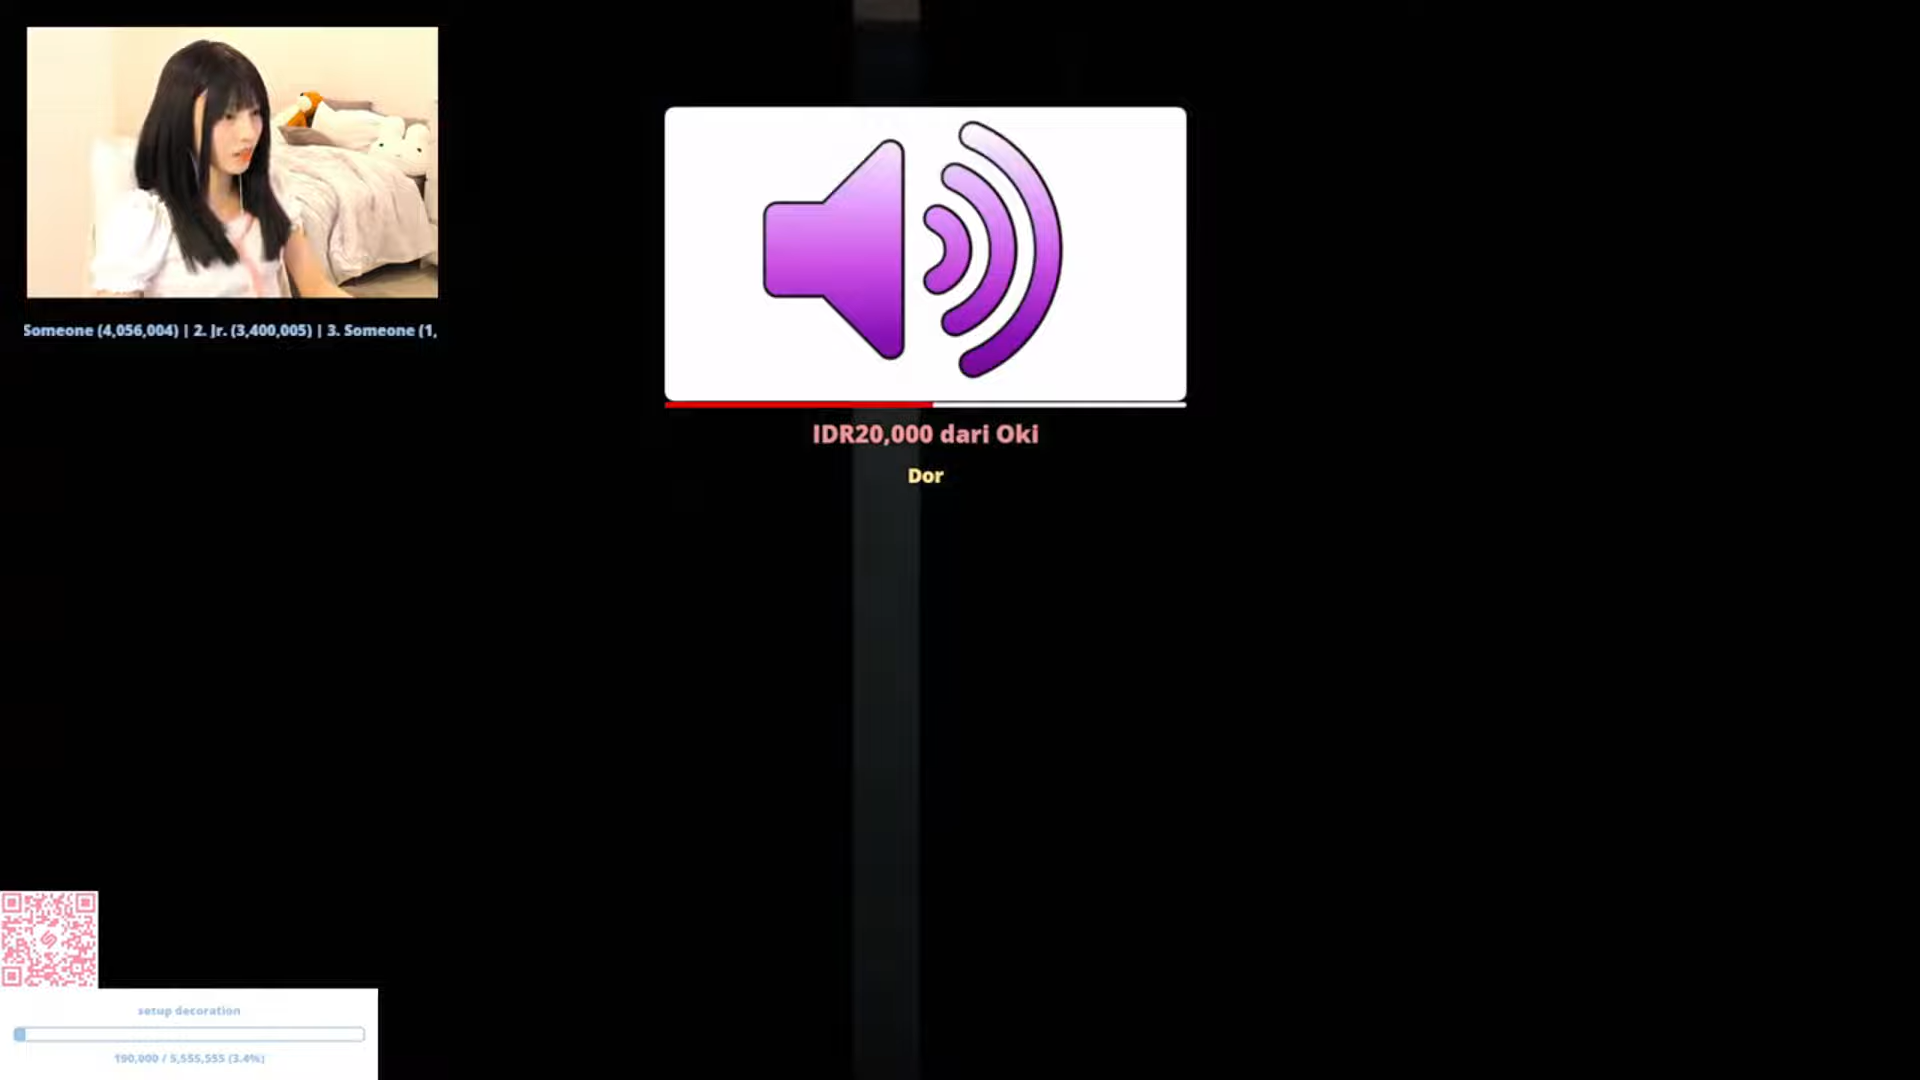 Someone (4,056,004) | 2. Jr. (3,400,005) | 3. Someone (1,
IDR20,000 dari Oki
Dor
setup decoration
190,000 / 5,555,555 (3.4%)